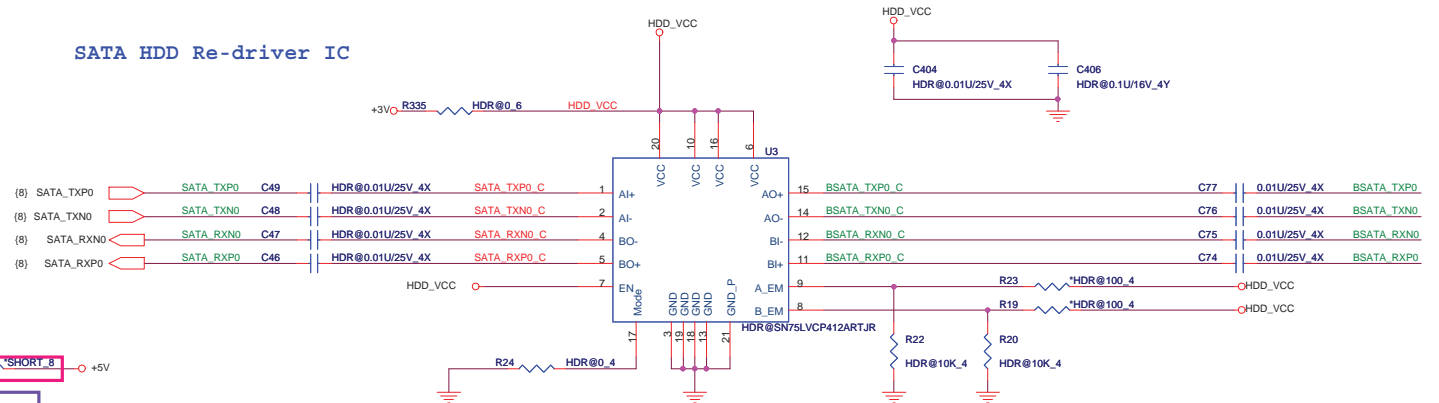 SATA HDD Re-driver IC
HDD_VCC
HDD_VCC
C404
HDR@0.01U/25V_4X
C406
HDR@0.1U/16V_4Y
+3V
R335
HDR@0_6
HDD_VCC
20
10
16
6
U3
VCC
VCC
VCC
VCC
{8} SATA_TXP0
SATA_TXP0
C49
HDR@0.01U/25V_4X
SATA_TXP0_C
1
AI+
AO+
15
BSATA_TXP0_C
C77
0.01U/25V_4X
BSATA_TXP0
{8} SATA_TXN0
SATA_TXN0
C48
HDR@0.01U/25V_4X
SATA_TXN0_C
2
AI-
AO-
14
BSATA_TXN0_C
C76
0.01U/25V_4X
BSATA_TXN0
{8} SATA_RXN0
SATA_RXN0
C47
HDR@0.01U/25V_4X
SATA_RXN0_C
4
BO-
BI-
12
BSATA_RXN0_C
C75
0.01U/25V_4X
BSATA_RXN0
{8} SATA_RXP0
SATA_RXP0
C46
HDR@0.01U/25V_4X
SATA_RXP0_C
5
BO+
BI+
11
BSATA_RXP0_C
C74
0.01U/25V_4X
BSATA_RXP0
HDD_VCC
7
EN
A_EM
9
R23
*HDR@100_4
HDD_VCC
B_EM
8
R19
*HDR@100_4
HDD_VCC
Mode
GND
GND
GND
GND
GND_P
HDR@SN75LVCP412ARTJR
17
3
19
18
13
21
R22
HDR@10K_4
R20
HDR@10K_4
R24
HDR@0_4
*SHORT_8
+5V